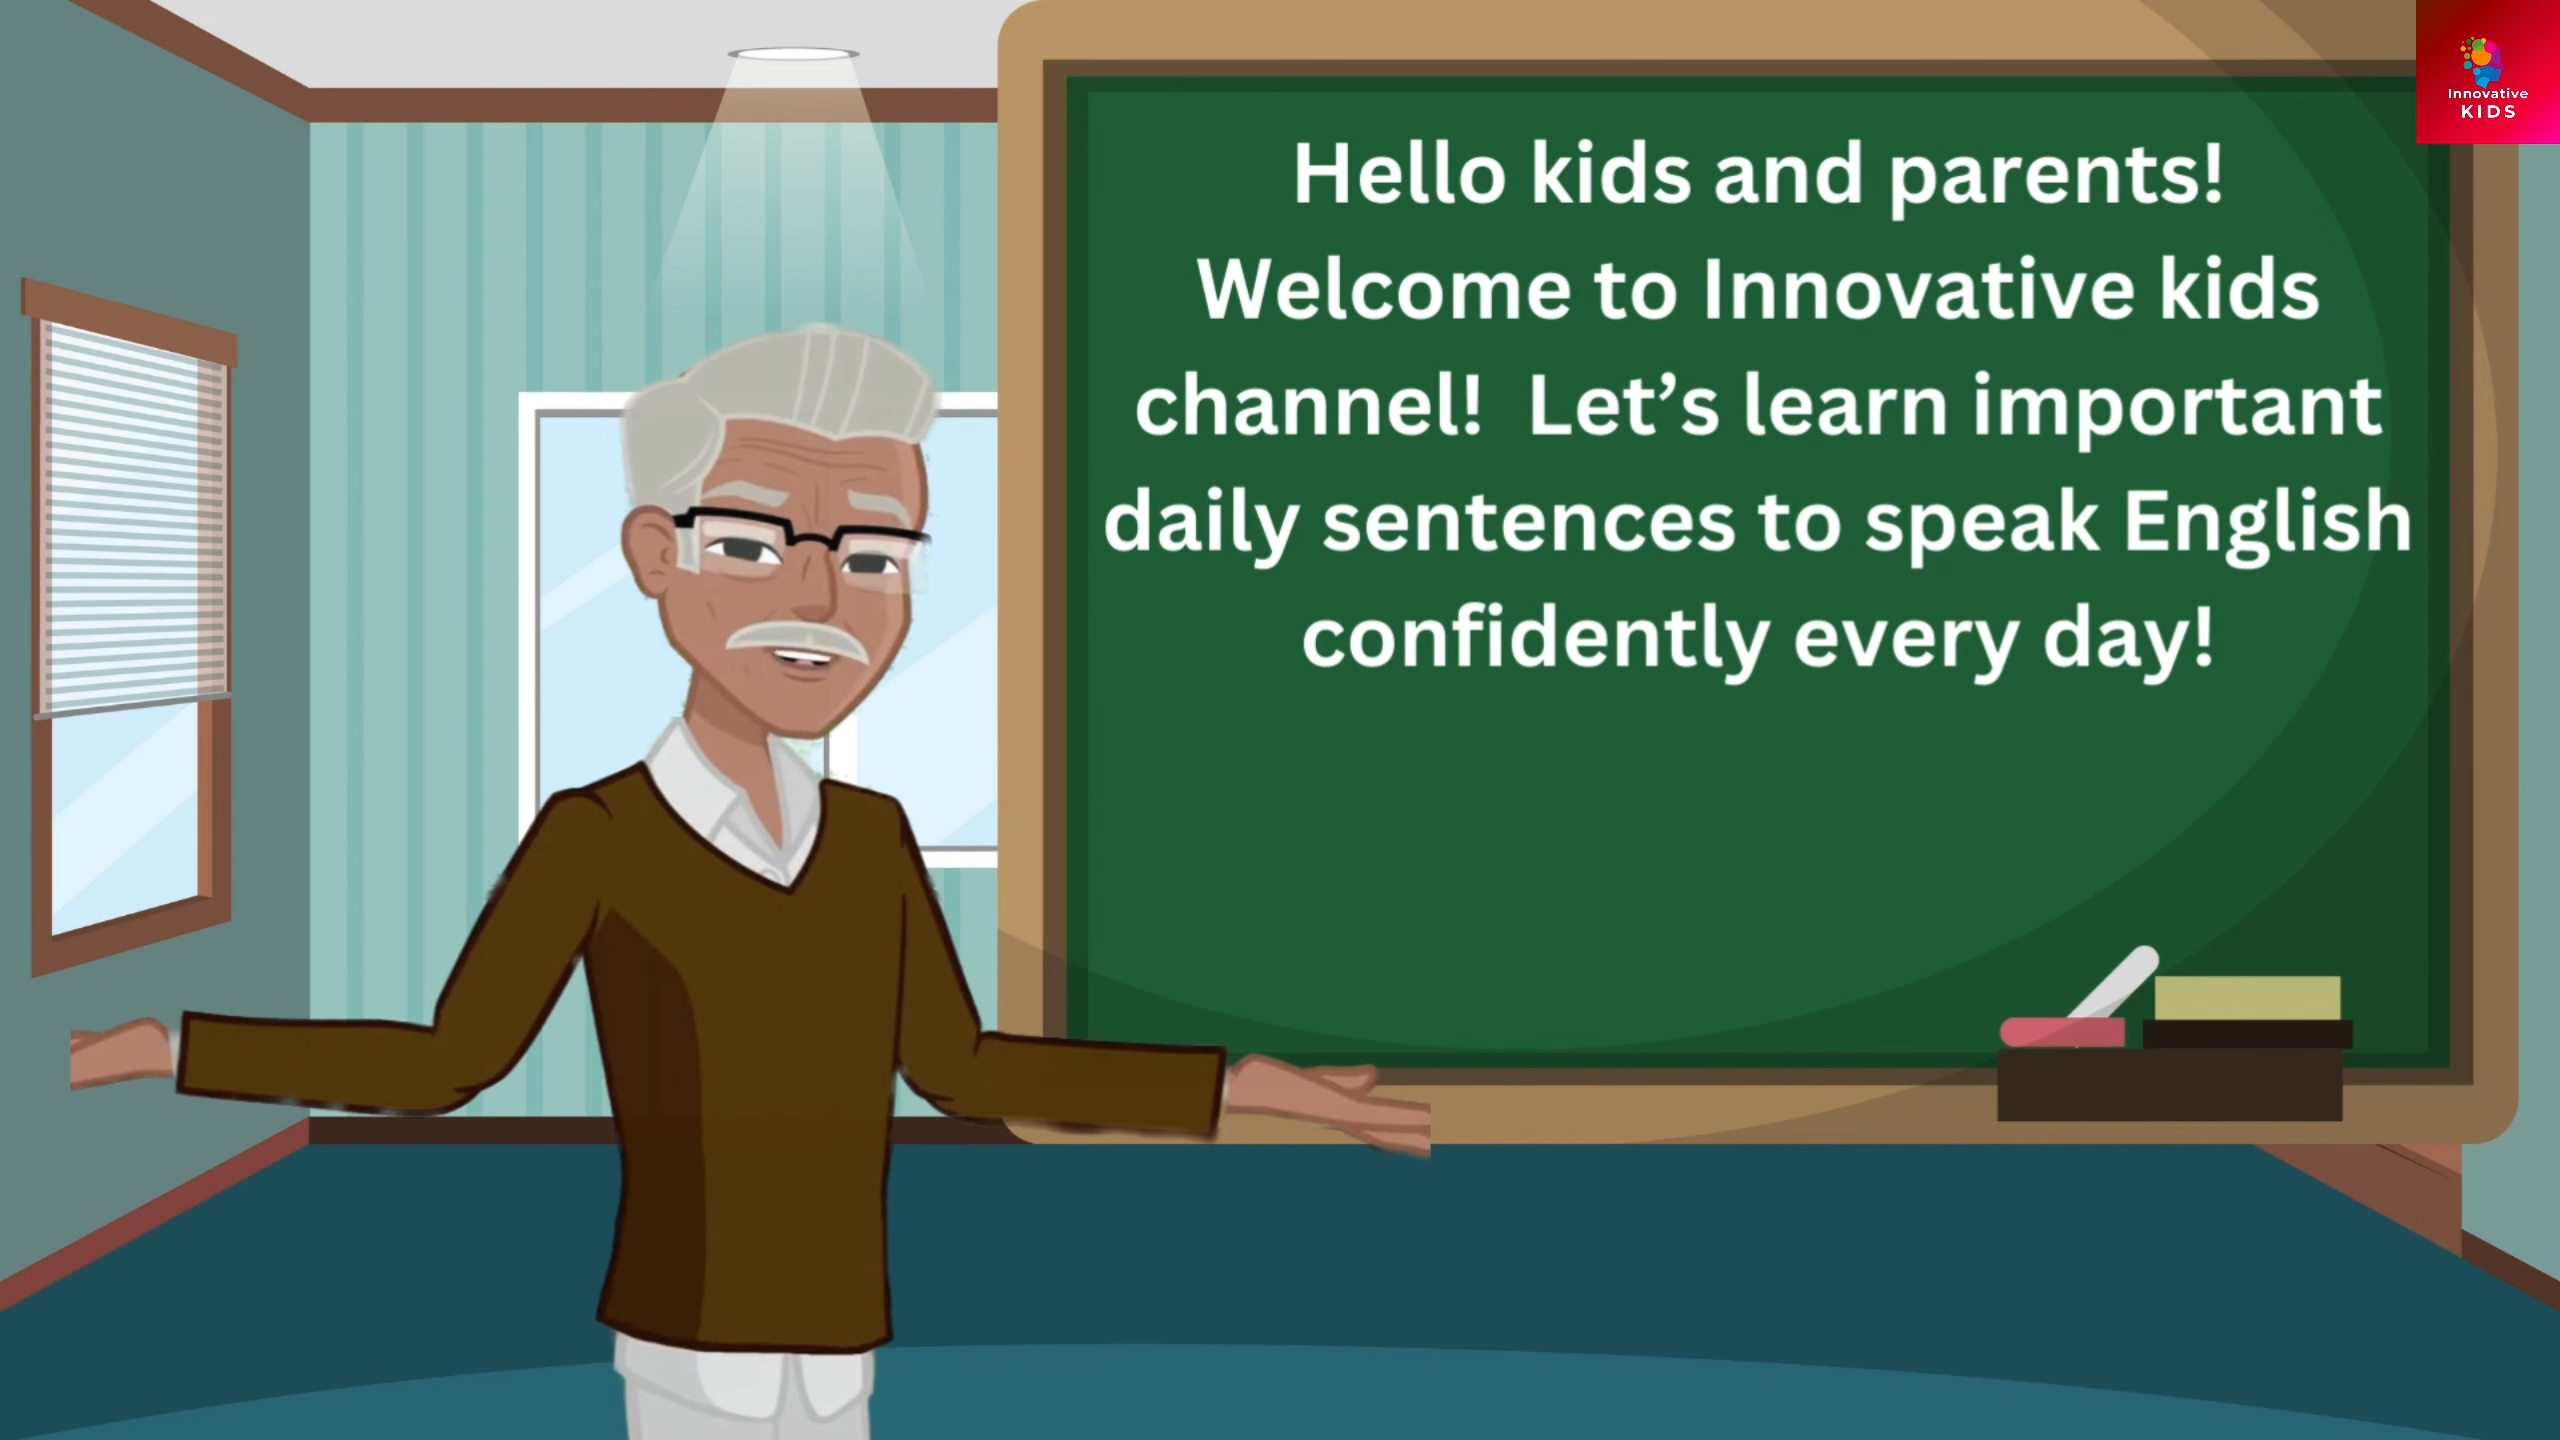 Hello kids and parents!
Welcome to Innovative kids
channel!  Let’s learn important
daily sentences to speak English
confidently every day!
Innovative
KIDS